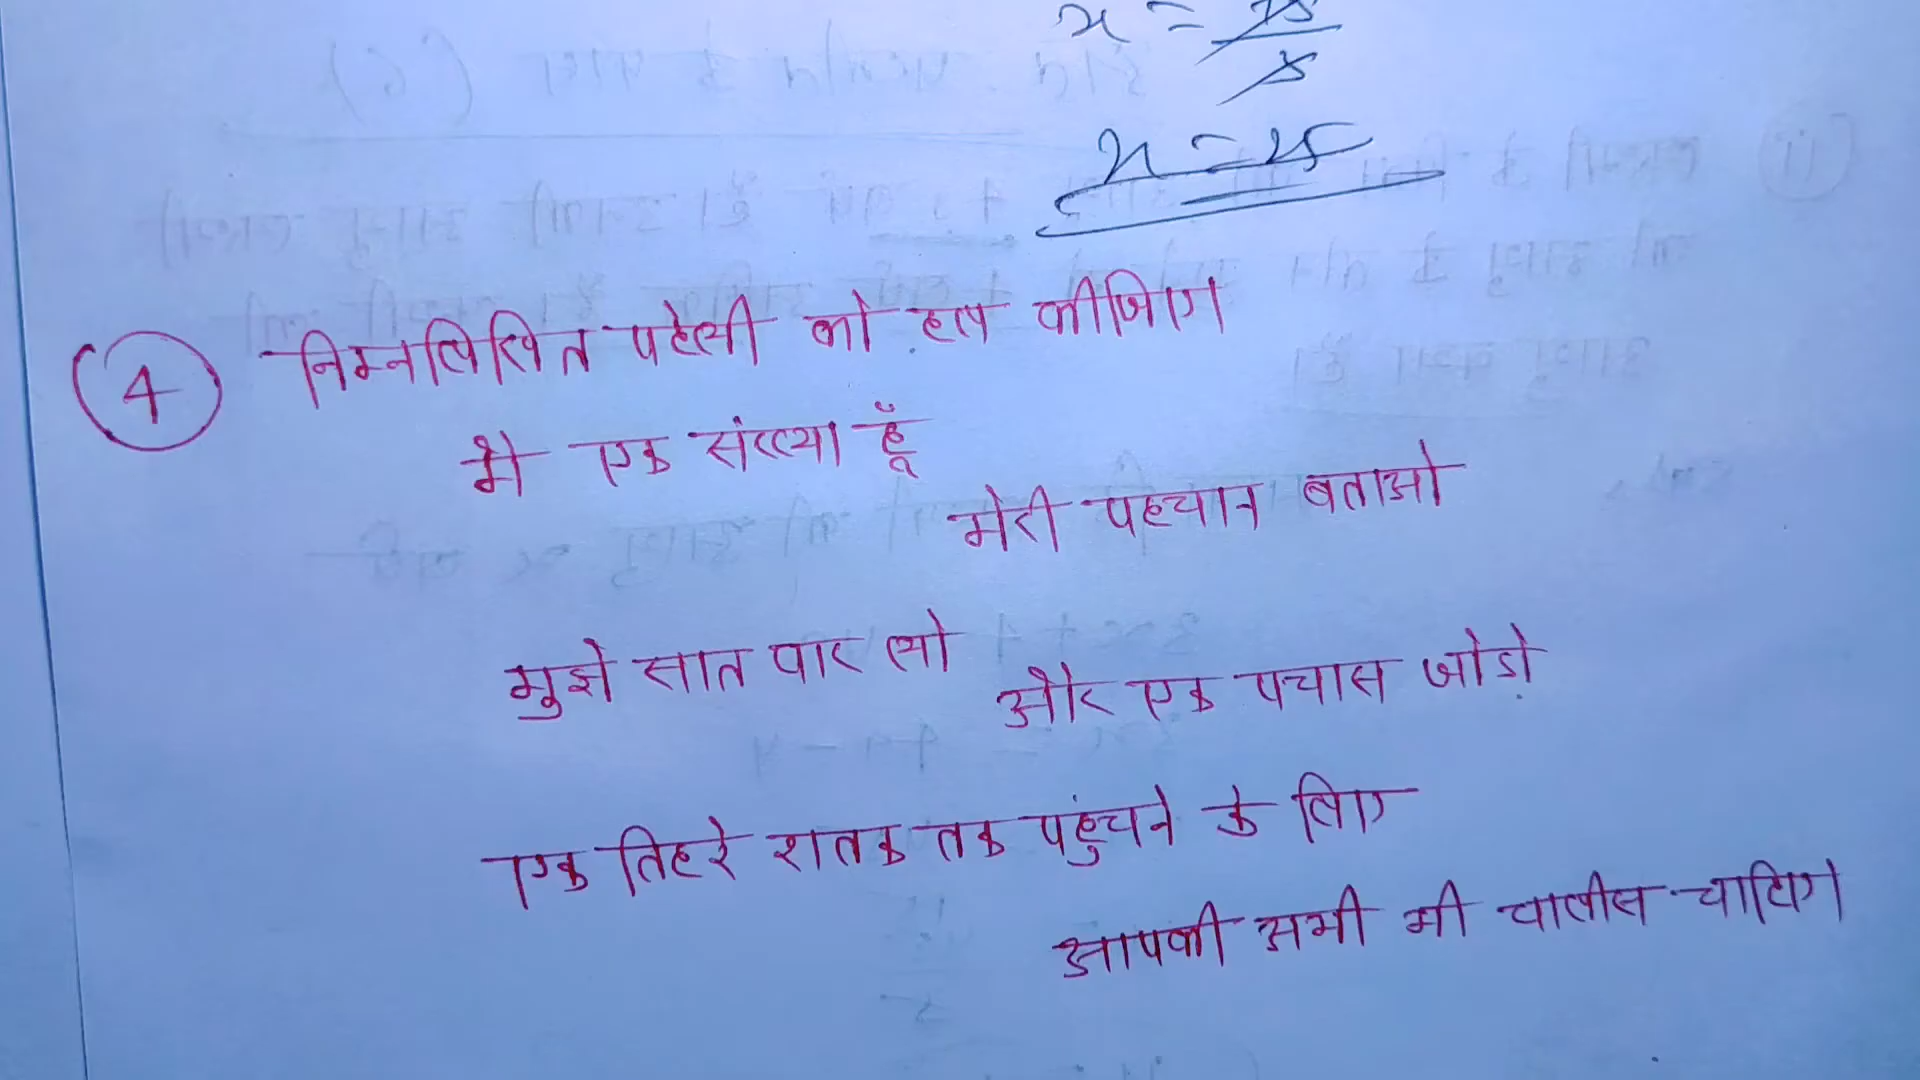 x = 75/5
x = 25
④ निम्नलिखित पहेली को हल कीजिए
मै एक संख्या हूँ
मेरी पहचान बताओ
मुझे सात वार लो
और एक पचास जोडो
एक तिहरे शतक तक पहुंचने के लिए
आपकी अभी भी चालीस चाहिए